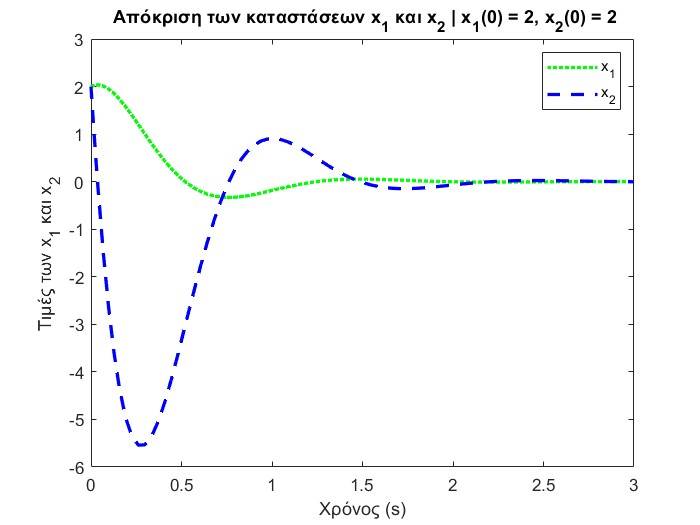 Απόκριση των καταστάσεων x₁ και x₂ | x₁(0) = 2, x₂(0) = 2
x₁
x₂
Τιμές των x₁ και x₂
3
2
1
0
-1
-2
-3
-4
-5
-6
0 0.5 1 1.5 2 2.5 3
Χρόνος (s)